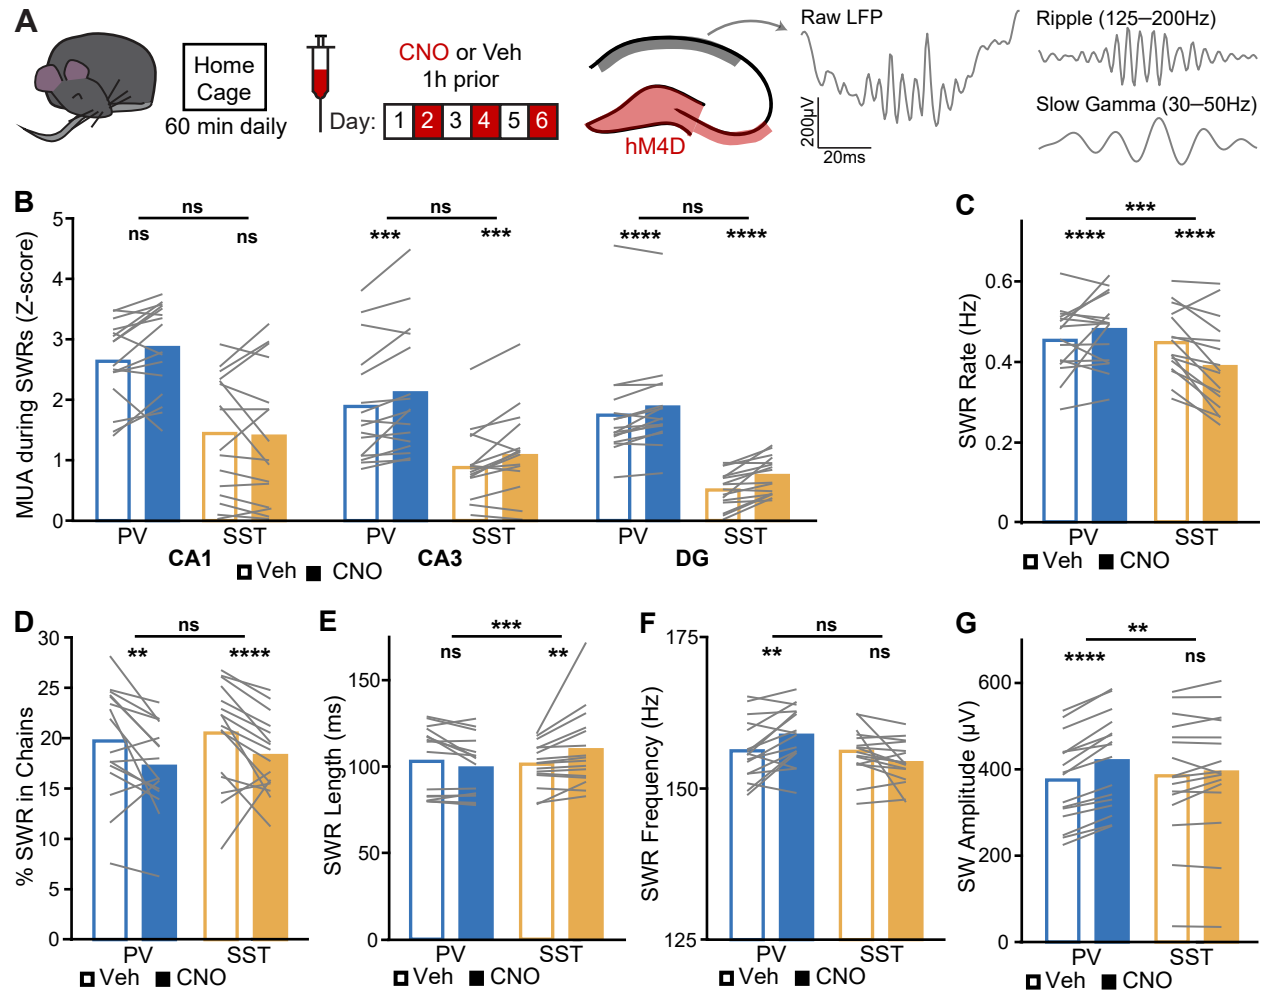 A
Home
Cage
60 min daily
CNO or Veh
1h prior
Day: 1 2 3 4 5 6
hM4D
Raw LFP
200µV
20ms
Ripple (125–200Hz)
Slow Gamma (30–50Hz)
B
MUA during SWRs (Z-score)
5
4
3
2
1
0
ns
ns
ns
ns
***
***
ns
****
****
PV SST PV SST PV SST
CA1 CA3 DG
Veh CNO
C
SWR Rate (Hz)
0.6
0.4
0.2
0
***
****
****
PV SST
Veh CNO
D
% SWR in Chains
30
25
20
15
10
5
0
ns
**
****
PV SST
Veh CNO
E
SWR Length (ms)
150
100
50
0
***
ns
**
PV SST
Veh CNO
F
SWR Frequency (Hz)
175
150
125
ns
**
ns
PV SST
Veh CNO
G
SW Amplitude (µV)
600
400
200
0
**
****
ns
PV SST
Veh CNO